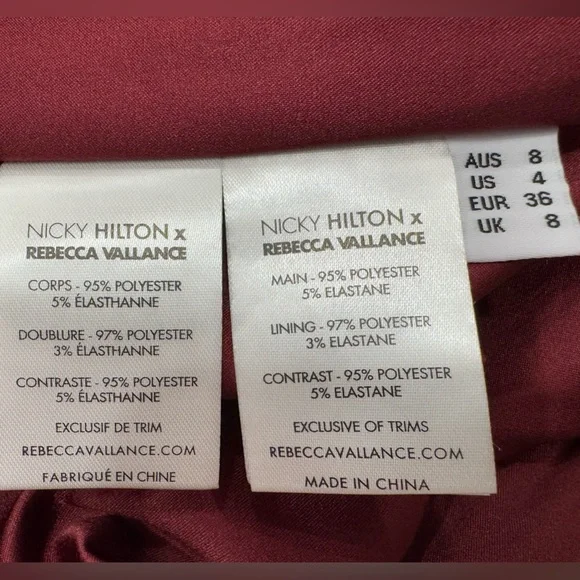 NICKY HILTON x
REBECCA VALLANCE
CORPS - 95% POLYESTER
5% ÉLASTHANNE
DOUBLURE - 97% POLYESTER
3% ÉLASTHANNE
CONTRASTE - 95% POLYESTER
5% ÉLASTHANNE
EXCLUSIF DE TRIM
REBECCAVALLANCE.COM
FABRIQUÉ EN CHINE
NICKY HILTON x
REBECCA VALLANCE
MAIN - 95% POLYESTER
5% ELASTANE
LINING - 97% POLYESTER
3% ELASTANE
CONTRAST - 95% POLYESTER
5% ELASTANE
EXCLUSIVE OF TRIMS
REBECCAVALLANCE.COM
MADE IN CHINA
AUS 8
US 4
EUR 36
UK 8